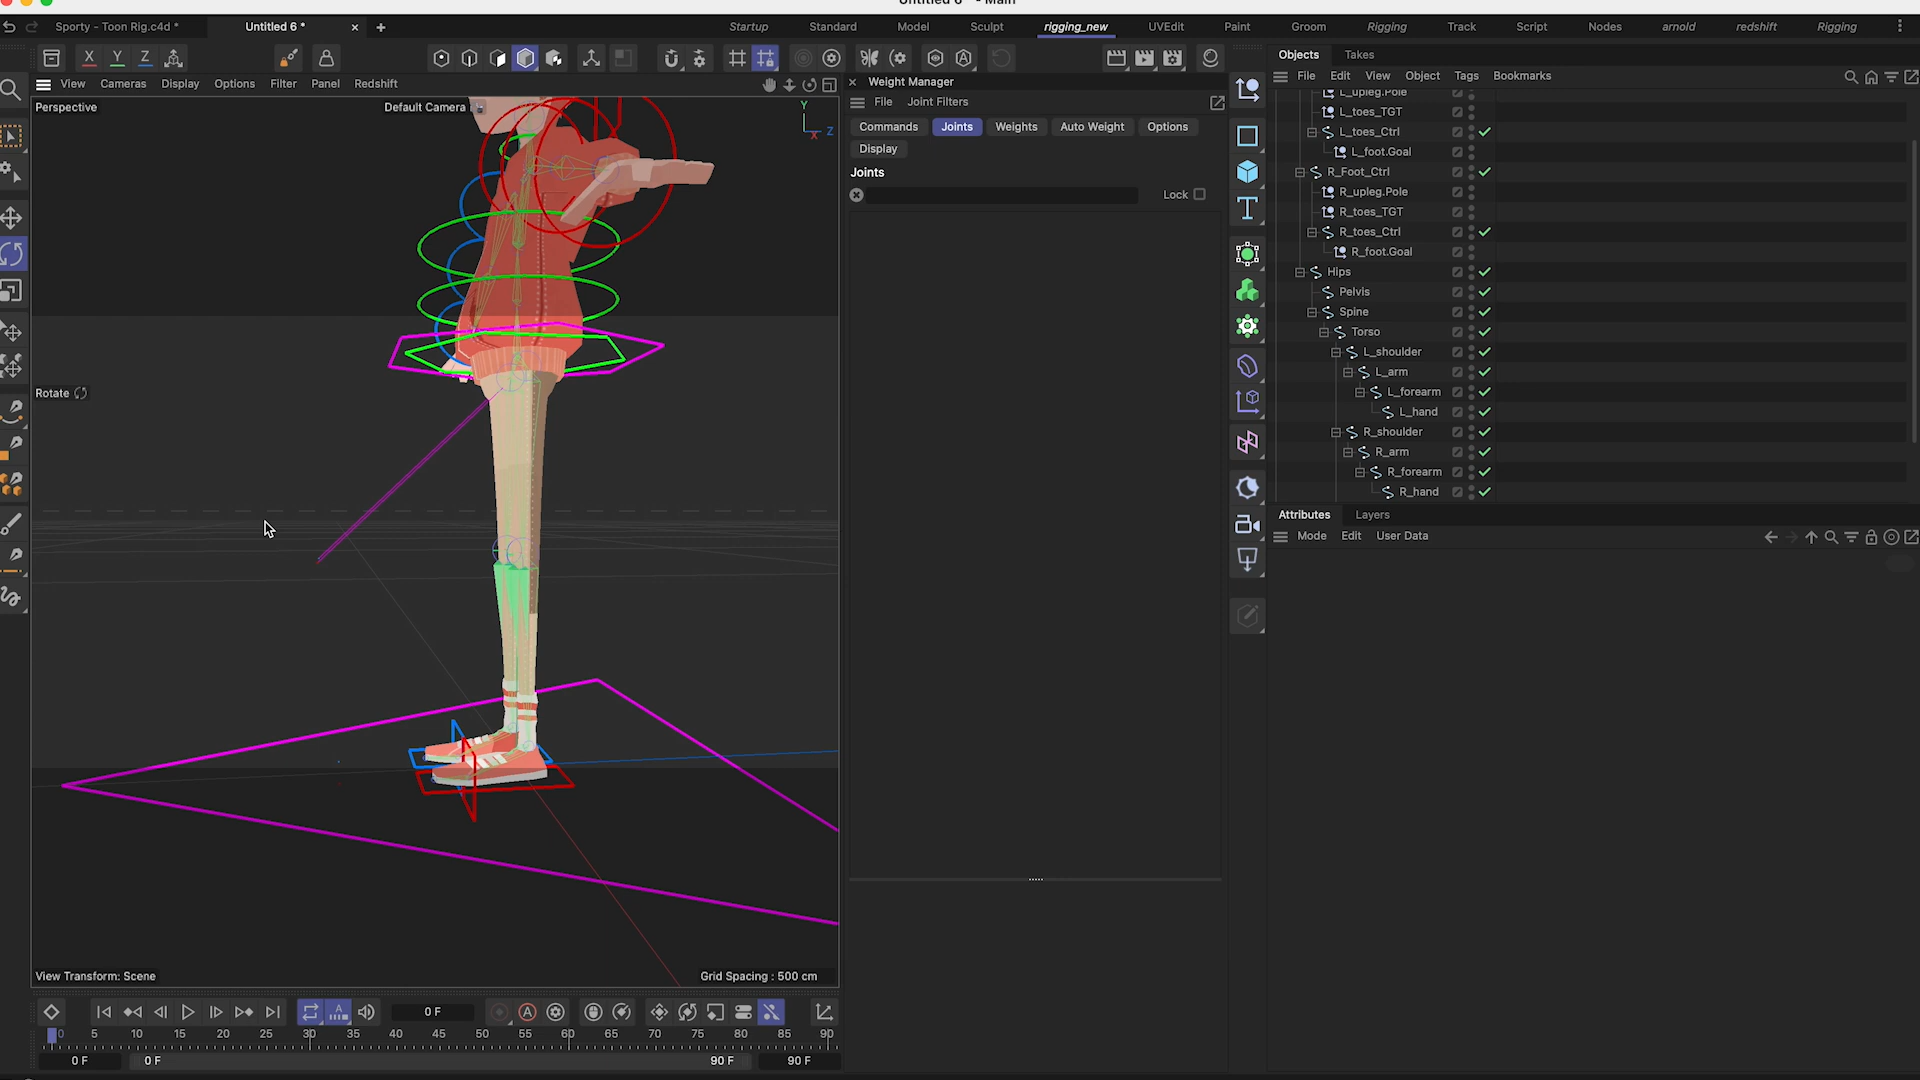 Untitled 6 * - Main
Sporty - Toon Rig.c4d *
Untitled 6 *
Startup
Standard
Model
Sculpt
rigging_new
UVEdit
Paint
Groom
Rigging
Track
Script
Nodes
arnold
redshift
Rigging
X
Y
Z
View
Cameras
Display
Options
Filter
Panel
Redshift
Perspective
Default Camera
Y
Z
X
Rotate
View Transform: Scene
Grid Spacing : 500 cm
Weight Manager
File
Joint Filters
Commands
Joints
Weights
Auto Weight
Options
Display
Joints
Lock
Objects
Takes
File
Edit
View
Object
Tags
Bookmarks
L_upleg.Pole
L_toes_TGT
L_toes_Ctrl
L_foot.Goal
R_Foot_Ctrl
R_upleg.Pole
R_toes_TGT
R_toes_Ctrl
R_foot.Goal
Hips
Pelvis
Spine
Torso
L_shoulder
L_arm
L_forearm
L_hand
R_shoulder
R_arm
R_forearm
R_hand
Attributes
Layers
Mode
Edit
User Data
0 F
0 5 10 15 20 25 30 35 40 45 50 55 60 65 70 75 80 85 90
0 F
0 F
90 F
90 F